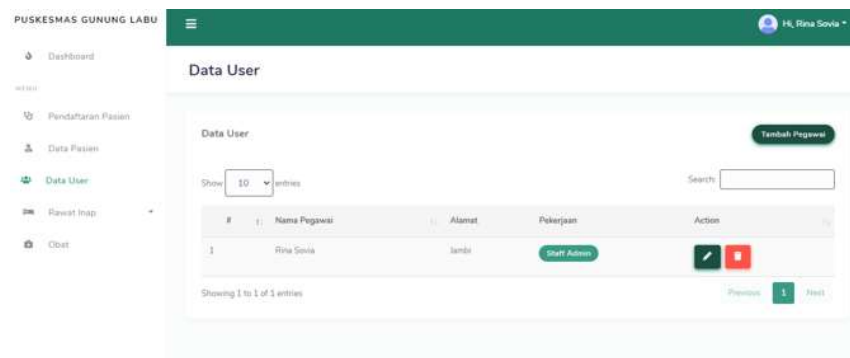 PUSKESMAS GUNUNG LABU
Hi, Rina Sovia
Dashboard
Data User
MENU
Pendaftaran Pasien
Data User
Tambah Pegawai
Data Pasien
Data User
Show 10 entries
Search:
Rawat Inap
# Nama Pegawai Alamat Pekerjaan Action
Obat
1 Rina Sovia Jambi Staff Admin
Showing 1 to 1 of 1 entries
Previous 1 Next